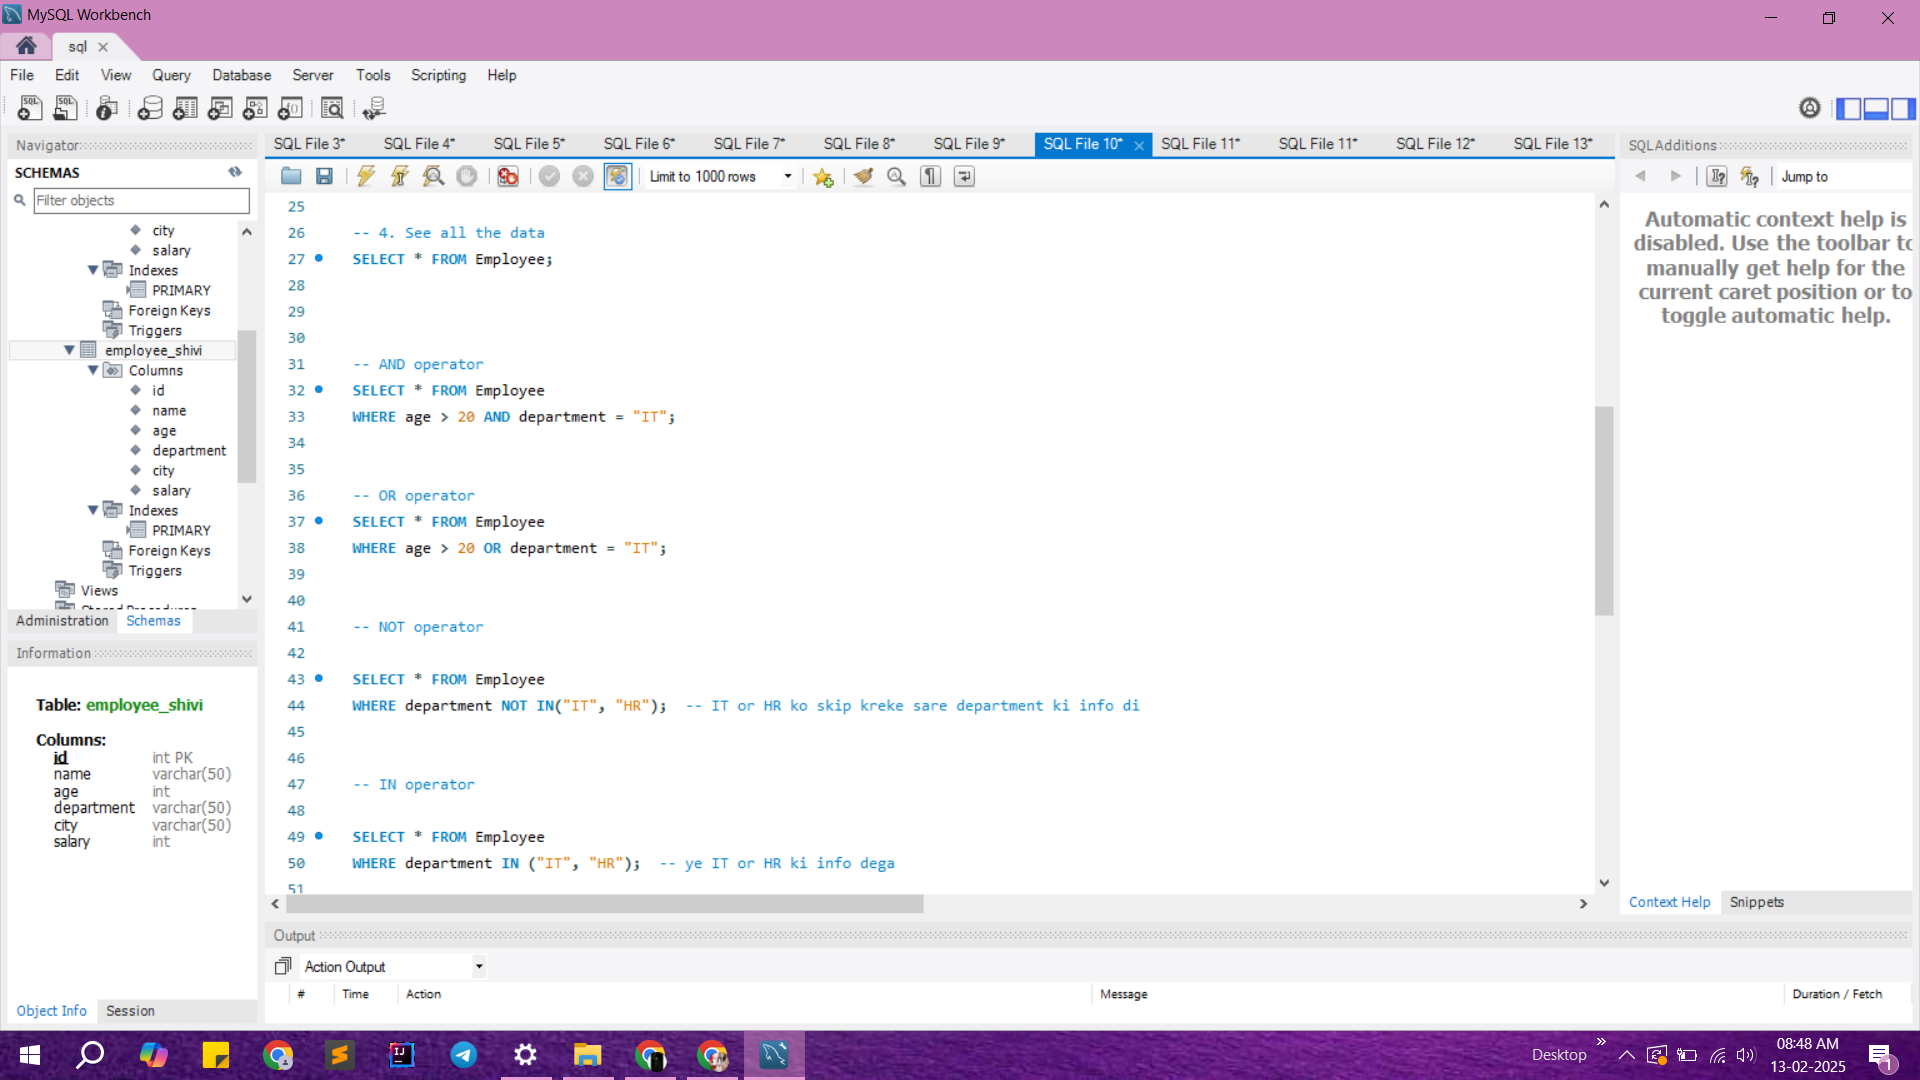 MySQL Workbench
sql
File Edit View Query Database Server Tools Scripting Help
Navigator
SCHEMAS
Filter objects
city
salary
Indexes
PRIMARY
Foreign Keys
Triggers
employee_shivi
Columns
id
name
age
department
city
salary
Indexes
PRIMARY
Foreign Keys
Triggers
Views
Stored Procedures
Administration Schemas
Information
Table: employee_shivi
Columns:
id int PK
name varchar(50)
age int
department varchar(50)
city varchar(50)
salary int
Object Info Session
SQL File 3* SQL File 4* SQL File 5* SQL File 6* SQL File 7* SQL File 8* SQL File 9* SQL File 10* SQL File 11* SQL File 11* SQL File 12* SQL File 13*
Limit to 1000 rows
25
26 -- 4. See all the data
27 SELECT * FROM Employee;
28
29
30
31 -- AND operator
32 SELECT * FROM Employee
33 WHERE age > 20 AND department = "IT";
34
35
36 -- OR operator
37 SELECT * FROM Employee
38 WHERE age > 20 OR department = "IT";
39
40
41 -- NOT operator
42
43 SELECT * FROM Employee
44 WHERE department NOT IN("IT", "HR"); -- IT or HR ko skip kreke sare department ki info di
45
46
47 -- IN operator
48
49 SELECT * FROM Employee
50 WHERE department IN ("IT", "HR"); -- ye IT or HR ki info dega
51
SQLAdditions
Jump to
Automatic context help is
disabled. Use the toolbar to
manually get help for the
current caret position or to
toggle automatic help.
Context Help Snippets
Output
Action Output
# Time Action Message Duration / Fetch
Desktop
08:48 AM
13-02-2025
1